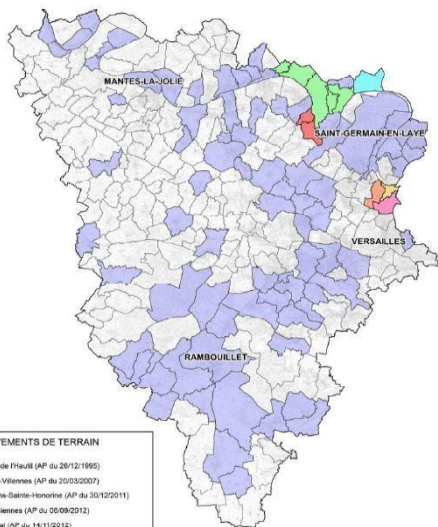 MANTES-LA-JOLIE
SAINT-GERMAIN-EN-LAYE
VERSAILLES
RAMBOUILLET
VEMENTS DE TERRAIN
de l'Hautil (AP du 26/12/1995)
-Villennes (AP du 20/03/2007)
ns-Sainte-Honorine (AP du 30/12/2011)
iennes (AP du 06/09/2012)
al (AP du 14/11/2012)